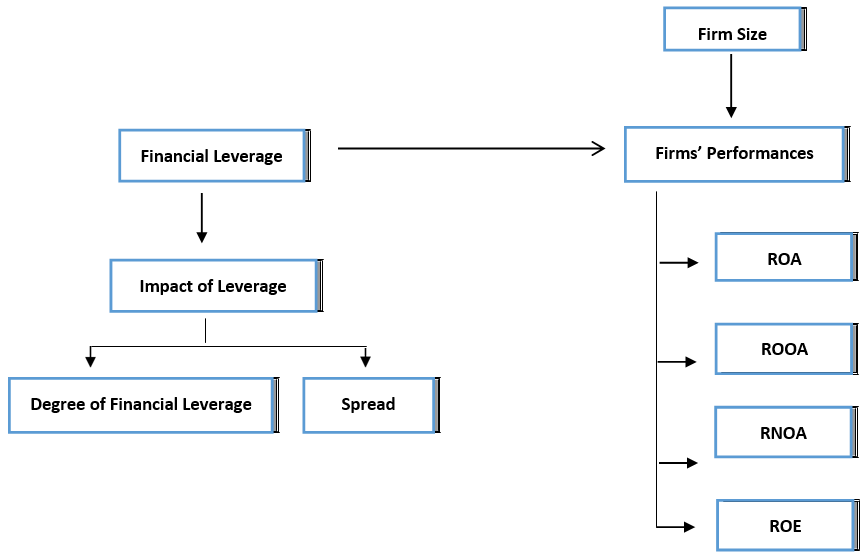 Firm Size
Financial Leverage
Firms’ Performances
Impact of Leverage
ROA
ROOA
Degree of Financial Leverage
Spread
RNOA
ROE